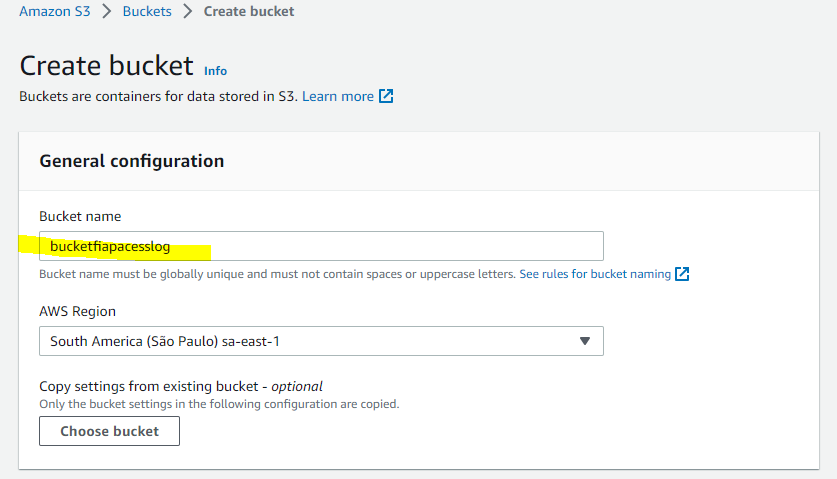 Amazon S3 > Buckets > Create bucket
Create bucket Info
Buckets are containers for data stored in S3. Learn more
General configuration
Bucket name
bucketfiapacesslog
Bucket name must be globally unique and must not contain spaces or uppercase letters. See rules for bucket naming
AWS Region
South America (São Paulo) sa-east-1
Copy settings from existing bucket - optional
Only the bucket settings in the following configuration are copied.
Choose bucket